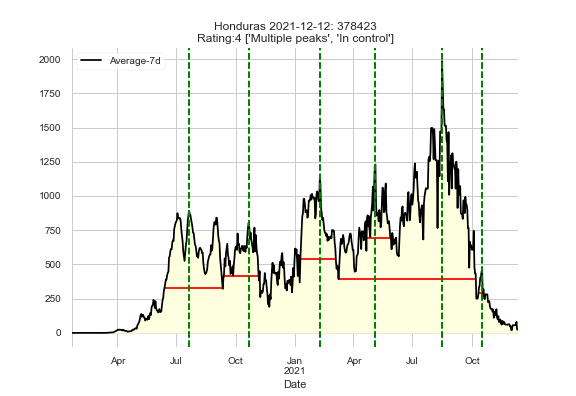 Honduras 2021-12-12: 378423
Rating:4 ['Multiple peaks', 'In control']
Average-7d
2000
1750
1500
1250
1000
750
500
250
0
Apr Jul Oct Jan Apr Jul Oct
2021
Date